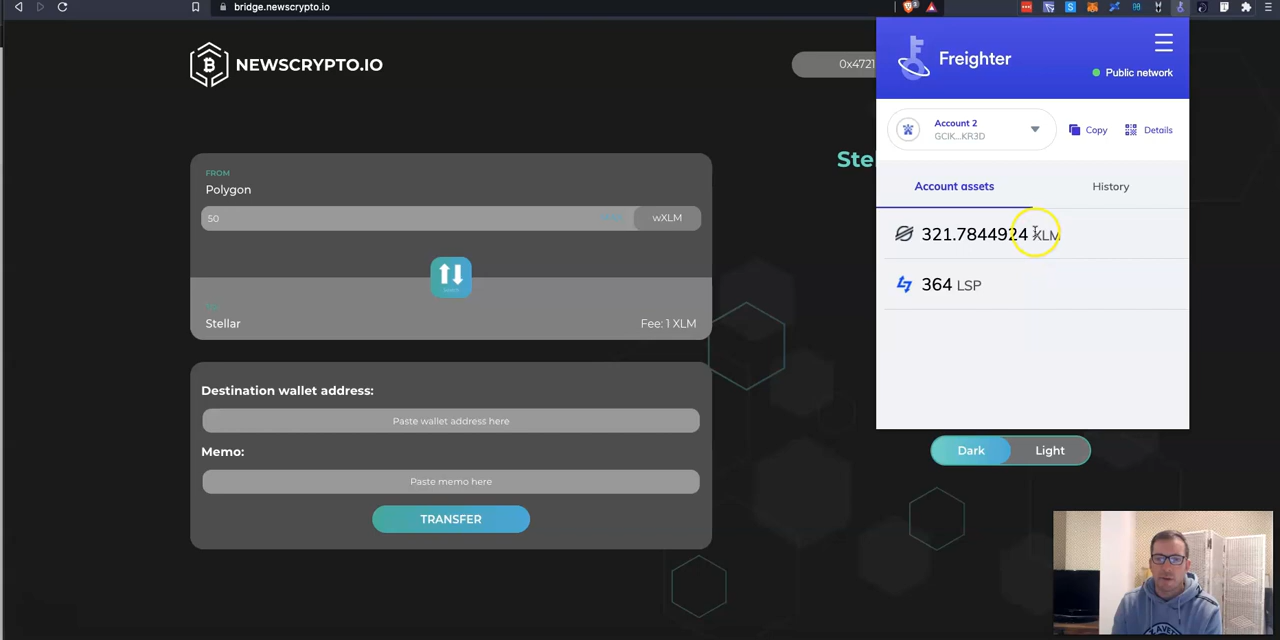 bridge.newscrypto.io
NEWSCRYPTO.IO
0x4721
Freighter
Public network
Account 2
GCIK...KR3D
Copy
Details
Ste
Account assets
History
FROM
Polygon
50
wXLM
321.7844924 XLM
364 LSP
Stellar
Fee: 1 XLM
Destination wallet address:
Paste wallet address here
Memo:
Paste memo here
TRANSFER
Dark
Light